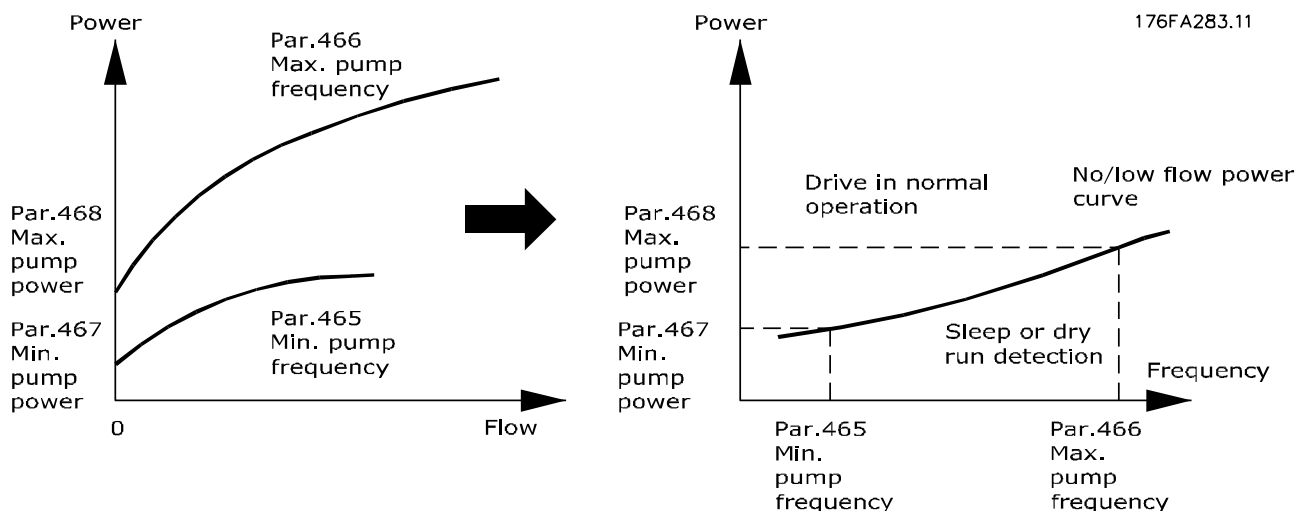 Power
Par.466
Max. pump
frequency
Par.468
Max.
pump
power
Par.467
Min.
pump
power
Par.465
Min. pump
frequency
0
Flow
176FA283.11
Power
Drive in normal
operation
No/low flow power
curve
Par.468
Max.
pump
power
Par.467
Min.
pump
power
Sleep or dry
run detection
Frequency
Par.465
Min.
pump
frequency
Par.466
Max.
pump
frequency